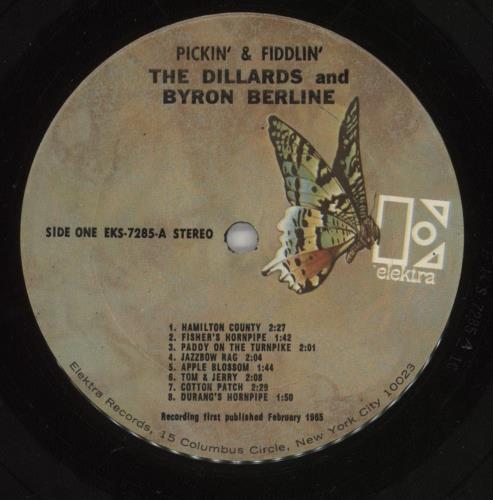 PICKIN' & FIDDLIN'
THE DILLARDS and
BYRON BERLINE
SIDE ONE EKS-7285-A STEREO
elektra
1. HAMILTON COUNTY 2:27
2. FISHER'S HORNPIPE 1:42
3. PADDY ON THE TURNPIKE 2:01
4. JAZZBOW RAG 2:04
5. APPLE BLOSSOM 1:44
6. TOM & JERRY 2:08
7. COTTON PATCH 2:29
8. DURANG'S HORNPIPE 1:50
Recording first published February 1965
Elektra Records, 15 Columbus Circle, New York City 10023